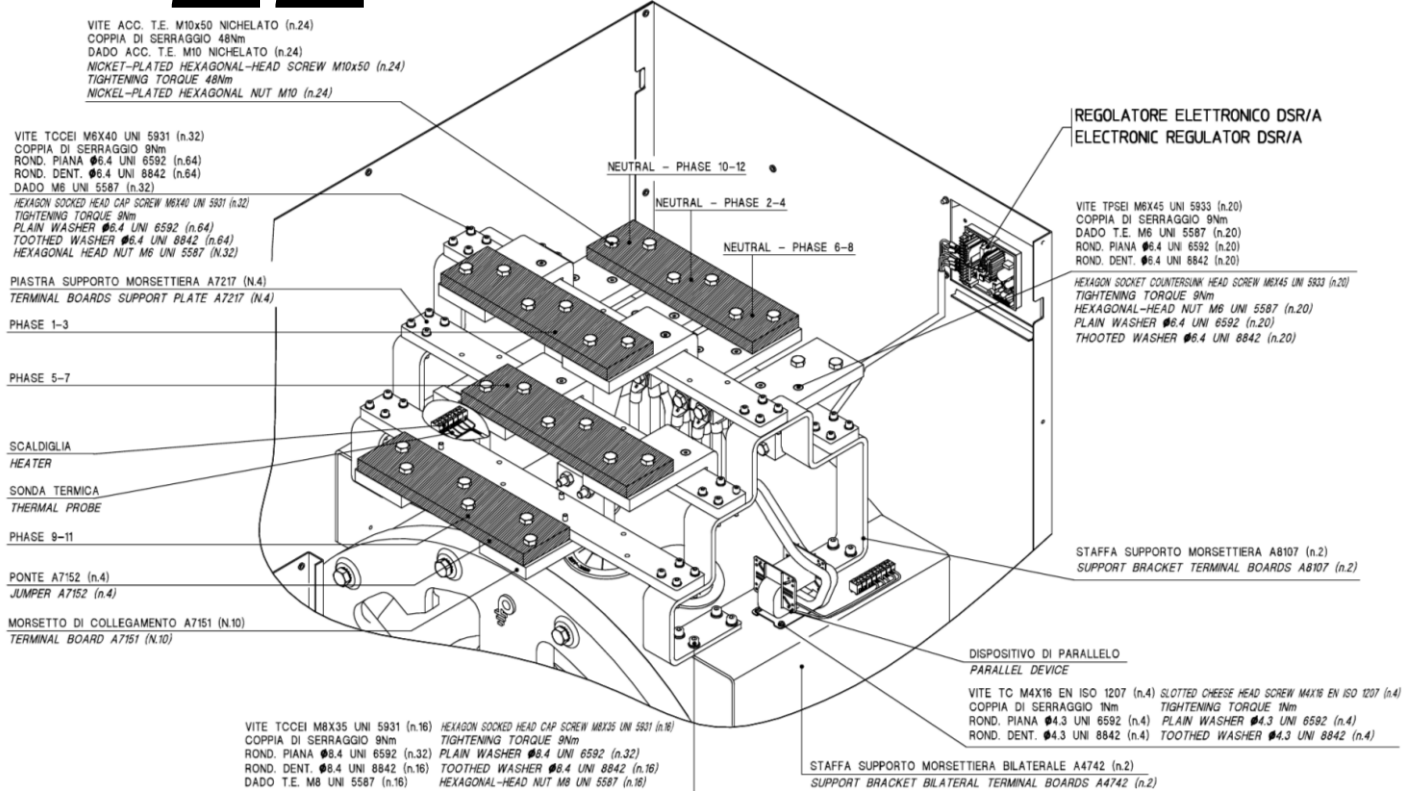 VITE ACC. T.E. M10x50 NICHELATO (n.24)
COPPIA DI SERRAGGIO 48Nm
DADO ACC. T.E. M10 NICHELATO (n.24)
NICKET-PLATED HEXAGONAL-HEAD SCREW M10x50 (n.24)
TIGHTENING TORQUE 48Nm
NICKEL-PLATED HEXAGONAL NUT M10 (n.24)
REGOLATORE ELETTRONICO DSR/A
ELECTRONIC REGULATOR DSR/A
VITE TCCEI M6X40 UNI 5931 (n.32)
COPPIA DI SERRAGGIO 9Nm
ROND. PIANA Ø6.4 UNI 6592 (n.64)
ROND. DENT. Ø6.4 UNI 8842 (n.64)
DADO M6 UNI 5587 (n.32)
HEXAGON SOCKED HEAD CAP SCREW M6X40 UNI 5931 (n.32)
TIGHTENING TORQUE 9Nm
PLAIN WASHER Ø6.4 UNI 6592 (n.64)
TOOTHED WASHER Ø6.4 UNI 8842 (n.64)
HEXAGONAL HEAD NUT M6 UNI 5587 (N.32)
NEUTRAL - PHASE 10-12
NEUTRAL - PHASE 2-4
NEUTRAL - PHASE 6-8
VITE TPSEI M6X45 UNI 5933 (n.20)
COPPIA DI SERRAGGIO 9Nm
DADO T.E. M6 UNI 5587 (n.20)
ROND. PIANA Ø6.4 UNI 6592 (n.20)
ROND. DENT. Ø6.4 UNI 8842 (n.20)
HEXAGON SOCKET COUNTERSUNK HEAD SCREW M6X45 UNI 5933 (n.20)
TIGHTENING TORQUE 9Nm
HEXAGONAL-HEAD NUT M6 UNI 5587 (n.20)
PLAIN WASHER Ø6.4 UNI 6592 (n.20)
THOOTED WASHER Ø6.4 UNI 8842 (n.20)
PIASTRA SUPPORTO MORSETTIERA A7217 (N.4)
TERMINAL BOARDS SUPPORT PLATE A7217 (N.4)
PHASE 1-3
PHASE 5-7
SCALDIGLIA
HEATER
SONDA TERMICA
THERMAL PROBE
PHASE 9-11
PONTE A7152 (n.4)
JUMPER A7152 (n.4)
MORSETTO DI COLLEGAMENTO A7151 (N.10)
TERMINAL BOARD A7151 (N.10)
STAFFA SUPPORTO MORSETTIERA A8107 (n.2)
SUPPORT BRACKET TERMINAL BOARDS A8107 (n.2)
DISPOSITIVO DI PARALLELO
PARALLEL DEVICE
VITE TC M4X16 EN ISO 1207 (n.4) SLOTTED CHEESE HEAD SCREW M4X16 EN ISO 1207 (n.4)
COPPIA DI SERRAGGIO 1Nm TIGHTENING TORQUE 1Nm
ROND. PIANA Ø4.3 UNI 6592 (n.4) PLAIN WASHER Ø4.3 UNI 6592 (n.4)
ROND. DENT. Ø4.3 UNI 8842 (n.4) TOOTHED WASHER Ø4.3 UNI 8842 (n.4)
VITE TCCEI M8X35 UNI 5931 (n.16) HEXAGON SOCKED HEAD CAP SCREW M8X35 UNI 5931 (n.16)
COPPIA DI SERRAGGIO 9Nm TIGHTENING TORQUE 9Nm
ROND. PIANA Ø8.4 UNI 6592 (n.32) PLAIN WASHER Ø8.4 UNI 6592 (n.32)
ROND. DENT. Ø8.4 UNI 8842 (n.16) TOOTHED WASHER Ø8.4 UNI 8842 (n.16)
DADO T.E. M8 UNI 5587 (n.16) HEXAGONAL-HEAD NUT M8 UNI 5587 (n.16)
STAFFA SUPPORTO MORSETTIERA BILATERALE A4742 (n.2)
SUPPORT BRACKET BILATERAL TERMINAL BOARDS A4742 (n.2)